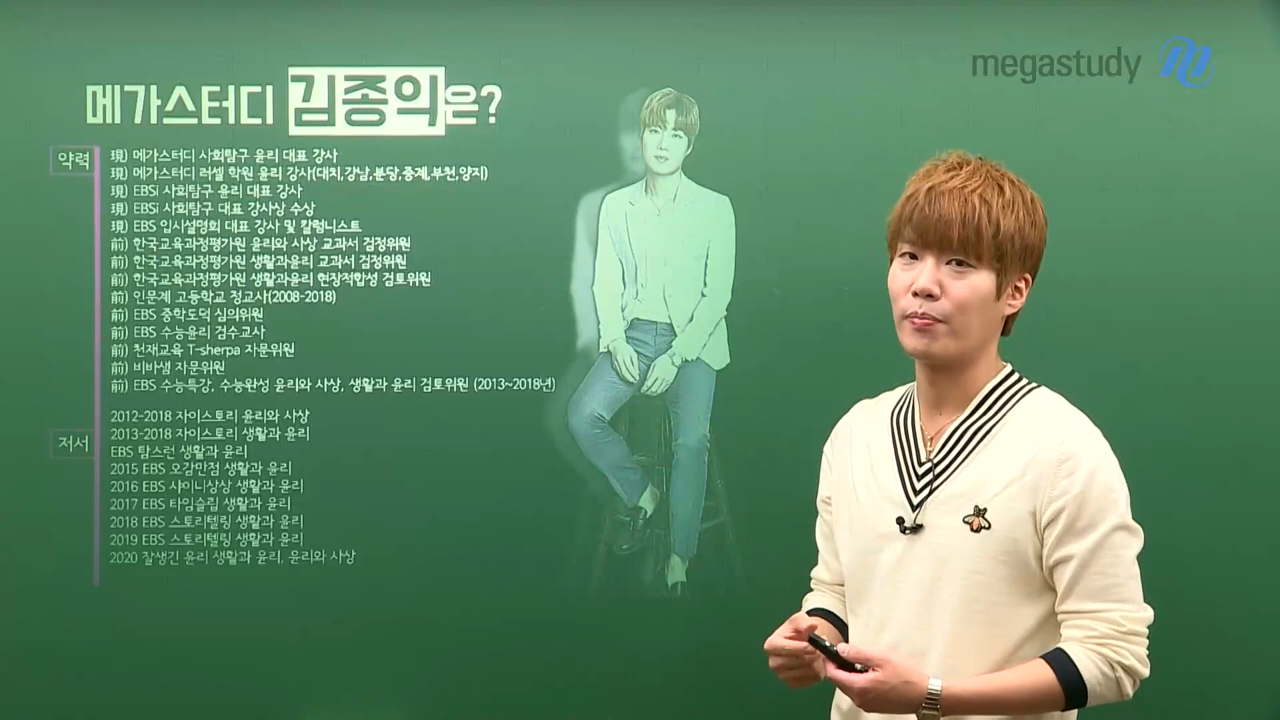 megastudy
메가스터디 김종익은?
약력
現) 메가스터디 사회탐구 윤리 대표 강사
現) 메가스터디 러셀 학원 윤리 강사(대치,강남,분당,중계,부천,양지)
現) EBSi 사회탐구 윤리 대표 강사
現) EBSi 사회탐구 대표 강사상 수상
現) EBS 입시설명회 대표 강사 및 칼럼니스트
前) 한국교육과정평가원 윤리와 사상 교과서 검정위원
前) 한국교육과정평가원 생활과윤리 교과서 검정위원
前) 한국교육과정평가원 생활과윤리 현장적합성 검토위원
前) 인문계 고등학교 정교사(2008-2018)
前) EBS 중학도덕 심의위원
前) EBS 수능윤리 검수교사
前) 천재교육 T-sherpa 자문위원
前) 비바샘 자문위원
前) EBS 수능특강, 수능완성 윤리와 사상, 생활과 윤리 검토위원 (2013~2018년)
저서
2012-2018 자이스토리 윤리와 사상
2013-2018 자이스토리 생활과 윤리
EBS 탐스런 생활과 윤리
2015 EBS 오감만점 생활과 윤리
2016 EBS 샤이니상상 생활과 윤리
2017 EBS 타임슬립 생활과 윤리
2018 EBS 스토리텔링 생활과 윤리
2019 EBS 스토리텔링 생활과 윤리
2020 잘생긴 윤리 생활과 윤리, 윤리와 사상